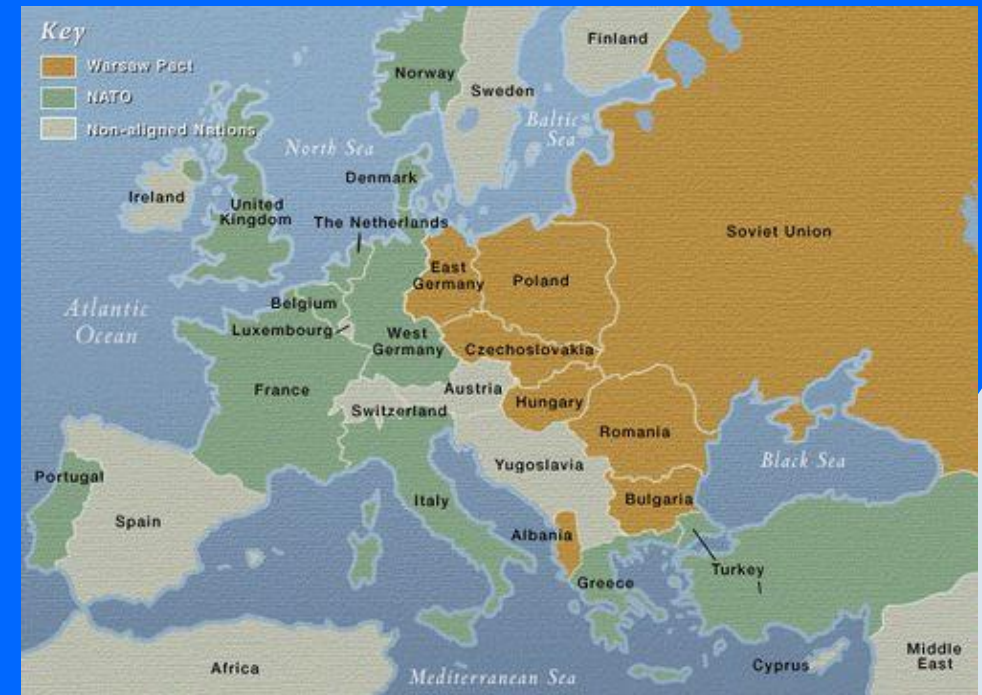 Key
Warsaw Pact
NATO
Non-aligned Nations
Finland
Norway
Sweden
Baltic
Sea
North Sea
Denmark
Ireland
United
Kingdom
The Netherlands
Soviet Union
East
Germany
Poland
Atlantic
Ocean
Belgium
Luxembourg
West
Germany
Czechoslovakia
France
Austria
Switzerland
Hungary
Romania
Yugoslavia
Black Sea
Portugal
Spain
Italy
Bulgaria
Albania
Greece
Turkey
Africa
Mediterranean Sea
Cyprus
Middle
East